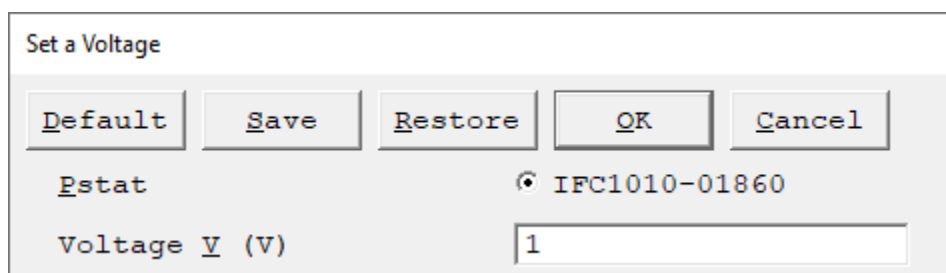 Set a Voltage
Default Save Restore OK Cancel
Pstat IFC1010-01860
Voltage V (V) 1